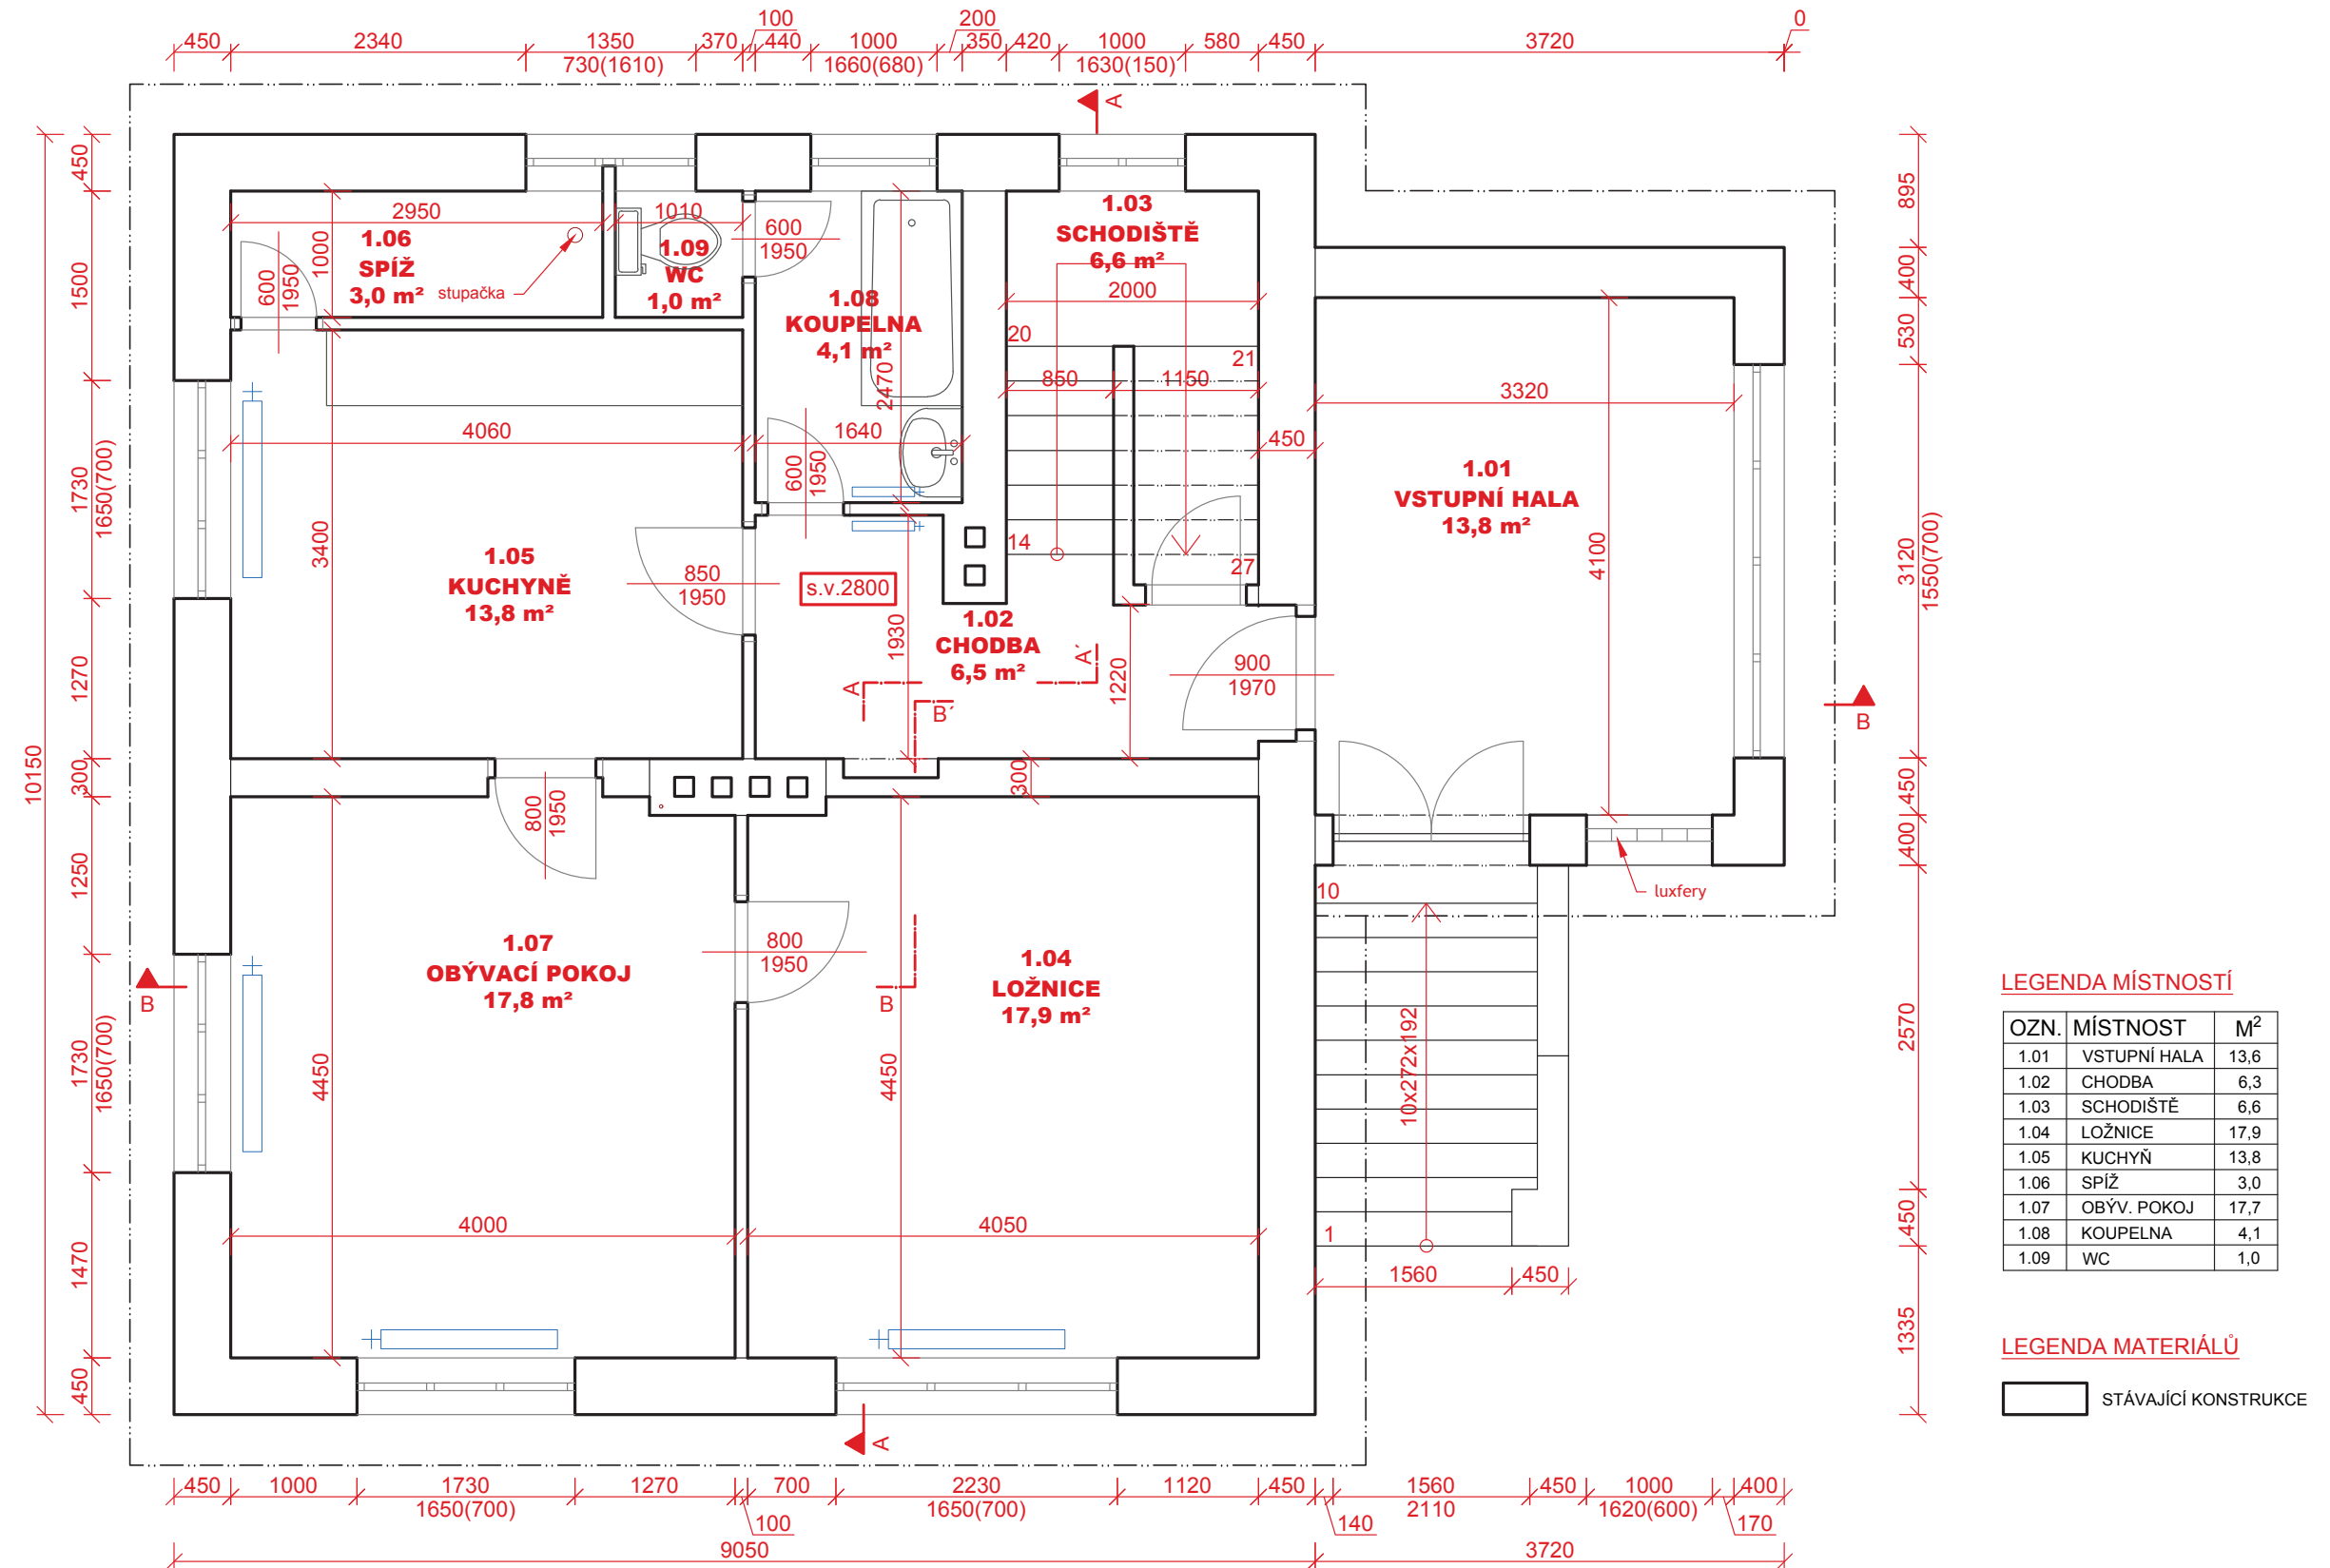 100
200
0
450
2340
1350
370
440
1000
350
420
1000
580
450
3720
730(1610)
1660(680)
1630(150)
A
450
1500
1730
1650(700)
1270
300
1250
1730
1650(700)
1470
450
10150
895
400
530
3120
1550(700)
450
400
2570
450
1335
2950
1010
1.06
SPÍŽ
3,0 m²
stupačka
1000
600
1950
1.09
WC
1,0 m²
600
1950
1.08
KOUPELNA
4,1 m²
2470
1640
600
1950
1.03
SCHODIŠTĚ
6,6 m²
2000
20
21
850
1150
450
14
27
3320
1.01
VSTUPNÍ HALA
13,8 m²
4100
4060
3400
1.05
KUCHYNĚ
13,8 m²
850
1950
s.v.2800
1930
1.02
CHODBA
6,5 m²
A
A´
B´
1220
900
1970
B
300
800
1950
1.07
OBÝVACÍ POKOJ
17,8 m²
800
1950
1.04
LOŽNICE
17,9 m²
B
B
4450
4450
4000
4050
luxfery
10
10x272x192
1
1560
450
A
450
1000
1730
1650(700)
1270
100
700
2230
1650(700)
1120
450
140
1560
2110
450
1000
1620(600)
170
400
9050
3720
LEGENDA MÍSTNOSTÍ
OZN. MÍSTNOST M²
1.01 VSTUPNÍ HALA 13,6
1.02 CHODBA 6,3
1.03 SCHODIŠTĚ 6,6
1.04 LOŽNICE 17,9
1.05 KUCHYŇ 13,8
1.06 SPÍŽ 3,0
1.07 OBÝV. POKOJ 17,7
1.08 KOUPELNA 4,1
1.09 WC 1,0
LEGENDA MATERIÁLŮ
STÁVAJÍCÍ KONSTRUKCE